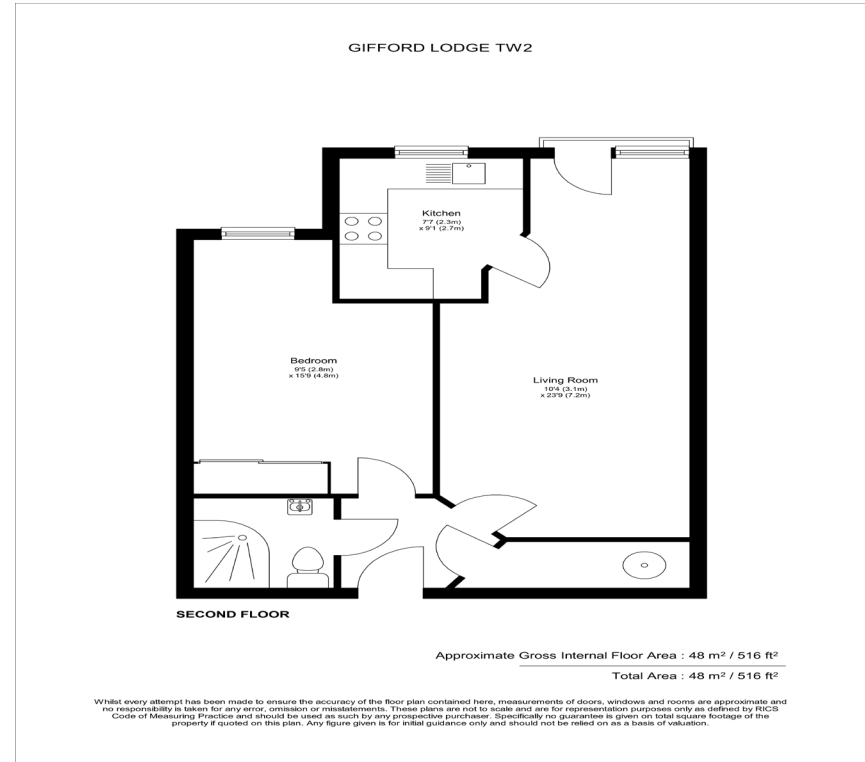 GIFFORD LODGE TW2
Kitchen
7'7 (2.3m)
x 9'1 (2.7m)
Bedroom
9'5 (2.8m)
x 15'9 (4.8m)
Living Room
10'4 (3.1m)
x 23'9 (7.2m)
SECOND FLOOR
Approximate Gross Internal Floor Area : 48 m² / 516 ft²
Total Area : 48 m² / 516 ft²
Whilst every attempt has been made to ensure the accuracy of the floor plan contained here, measurements of doors, windows and rooms are approximate and
no responsibility is taken for any error, omission or misstatements. These plans are not to scale and are for representation purposes only as defined by RICS
Code of Measuring Practice and should be used as such by any prospective purchaser. Specifically no guarantee is given on total square footage of the
property if quoted on this plan. Any figure given is for initial guidance only and should not be relied on as a basis of valuation.